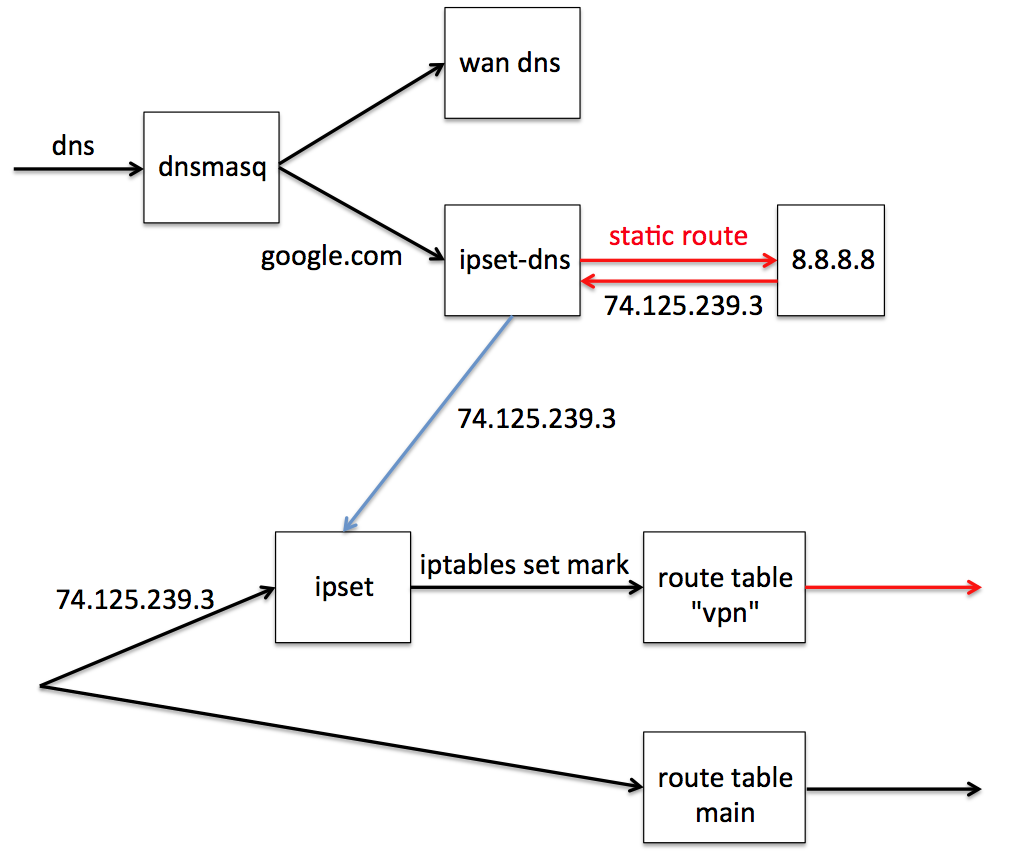 wan dns
dns
dnsmasq
google.com
ipset-dns
static route
8.8.8.8
74.125.239.3
74.125.239.3
74.125.239.3
ipset
iptables set mark
route table
"vpn"
route table
main